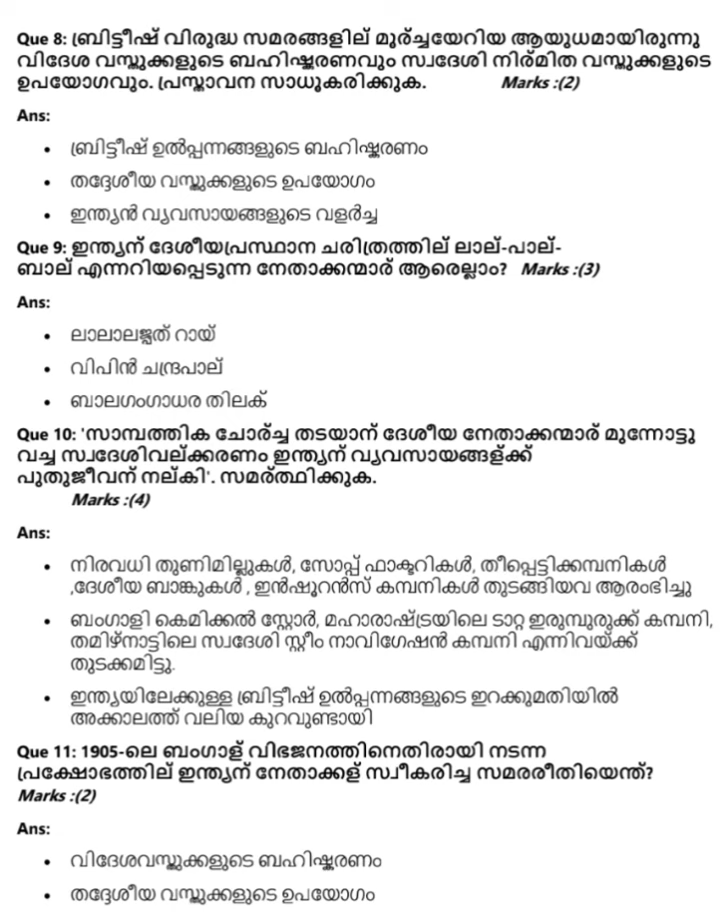 Que 8: ബ്രിട്ടീഷ് വിരുദ്ധ സമരങ്ങളില് മൂര്ച്ചയേറിയ ആയുധമായിരുന്നു
വിദേശ വസ്തുക്കളുടെ ബഹിഷ്ക്കരണവും സ്വദേശി നിര്മിത വസ്തുക്കളുടെ
ഉപയോഗവും. പ്രസ്താവന സാധൂകരിക്കുക. Marks :(2)
Ans:
• ബ്രിട്ടീഷ് ഉൽപ്പന്നങ്ങളുടെ ബഹിഷ്കരണം
• തദ്ദേശീയ വസ്തുക്കളുടെ ഉപയോഗം
• ഇന്ത്യൻ വ്യവസായങ്ങളുടെ വളർച്ച
Que 9: ഇന്ത്യന് ദേശീയപ്രസ്ഥാന ചരിത്രത്തില് ലാല്-പാല്-
ബാല് എന്നറിയപ്പെടുന്ന നേതാക്കന്മാര് ആരെല്ലാം? Marks :(3)
Ans:
• ലാലാലജ്പത് റായ്
• വിപിൻ ചന്ദ്രപാല്
• ബാലഗംഗാധര തിലക്
Que 10: 'സാമ്പത്തിക ചോര്ച്ച തടയാന് ദേശീയ നേതാക്കന്മാര് മുന്നോട്ടു
വച്ച സ്വദേശിവല്ക്കരണം ഇന്ത്യന് വ്യവസായങ്ങള്ക്ക്
പുതുജീവന് നല്കി'. സമര്ത്ഥിക്കുക.
Marks :(4)
Ans:
• നിരവധി തുണിമില്ലുകൾ, സോപ്പ് ഫാക്ടറികൾ, തീപ്പെട്ടിക്കമ്പനികൾ
,ദേശീയ ബാങ്കുകൾ , ഇൻഷൂറൻസ് കമ്പനികൾ തുടങ്ങിയവ ആരംഭിച്ചു
• ബംഗാളി കെമിക്കൽ സ്റ്റോർ, മഹാരാഷ്ട്രയിലെ ടാറ്റ ഇരുമ്പുരുക്ക് കമ്പനി,
തമിഴ്നാട്ടിലെ സ്വദേശി സ്റ്റീം നാവിഗേഷൻ കമ്പനി എന്നിവയ്ക്ക്
തുടക്കമിട്ടു.
• ഇന്ത്യയിലേക്കുള്ള ബ്രിട്ടീഷ് ഉൽപ്പന്നങ്ങളുടെ ഇറക്കുമതിയിൽ
അക്കാലത്ത് വലിയ കുറവുണ്ടായി
Que 11: 1905-ലെ ബംഗാള് വിഭജനത്തിനെതിരായി നടന്ന
പ്രക്ഷോഭത്തില് ഇന്ത്യന് നേതാക്കള് സ്വീകരിച്ച സമരരീതിയെന്ത്?
Marks :(2)
Ans:
• വിദേശവസ്തുക്കളുടെ ബഹിഷ്കരണം
• തദ്ദേശീയ വസ്തുക്കളുടെ ഉപയോഗം